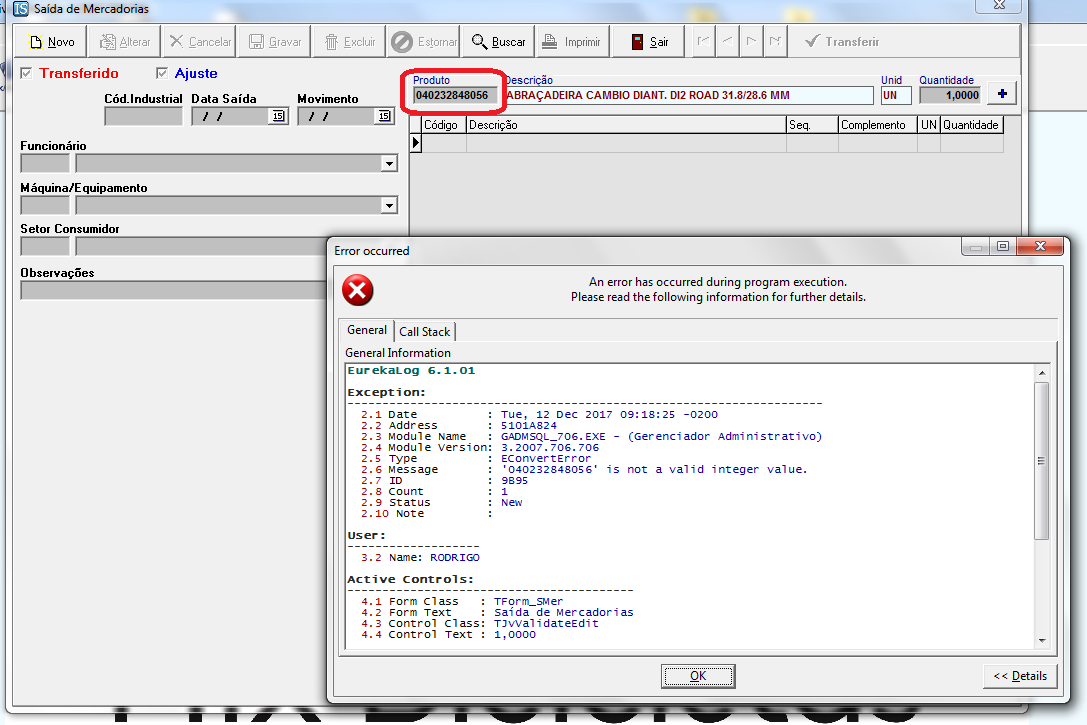 IS Saída de Mercadorias
Novo Alterar Cancelar Gravar Excluir Estornar Buscar Imprimir Sair Transferir
Transferido Ajuste
Produto Descrição Unid Quantidade
040232848056 ABRAÇADEIRA CAMBIO DIANT. DI2 ROAD 31.8/28.6 MM UN 1,0000 +
Cód.Industrial Data Saída Movimento
/ / 15 / / 15
Código Descrição Seq. Complemento UN Quantidade
Funcionário
Máquina/Equipamento
Setor Consumidor
Observações
Error occurred
An error has occurred during program execution.
Please read the following information for further details.
General Call Stack
General Information
EurekaLog 6.1.01
Exception:
-------------------------------------------------------------------
2.1 Date : Tue, 12 Dec 2017 09:18:25 -0200
2.2 Address : 5101A824
2.3 Module Name : GADMSQL_706.EXE - (Gerenciador Administrativo)
2.4 Module Version: 3.2007.706.706
2.5 Type : EConvertError
2.6 Message : '040232848056' is not a valid integer value.
2.7 ID : 9B95
2.8 Count : 1
2.9 Status : New
2.10 Note :
User:
-------------------
3.2 Name: RODRIGO
Active Controls:
-----------------------------------------
4.1 Form Class : TForm_SMer
4.2 Form Text : Saída de Mercadorias
4.3 Control Class: TJvValidateEdit
4.4 Control Text : 1,0000
OK
<< Details